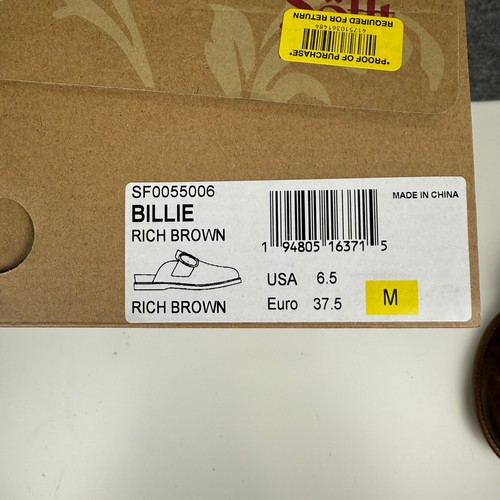 *PROOF OF PURCHASE*
417510361484
REQUIRED FOR RETURN
SF0055006
BILLIE
RICH BROWN
RICH BROWN
1 94805 16371 5
MADE IN CHINA
USA 6.5
Euro 37.5
M